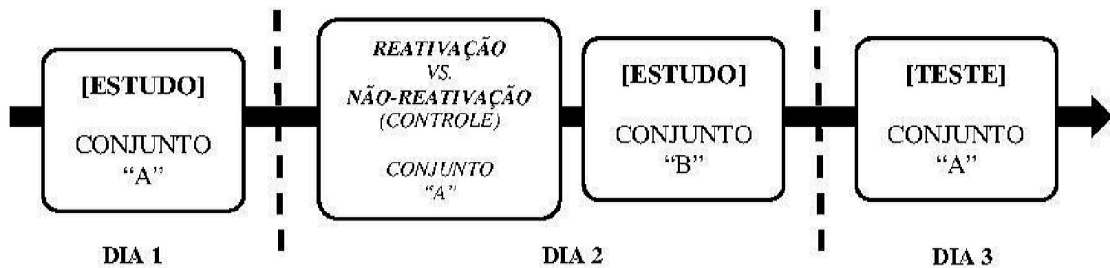 [ESTUDO]
CONJUNTO
“A”
REATIVAÇÃO
VS.
NÃO-REATIVAÇÃO
(CONTROLE)
CONJUNTO
“A”
[ESTUDO]
CONJUNTO
“B”
[TESTE]
CONJUNTO
“A”
DIA 1
DIA 2
DIA 3